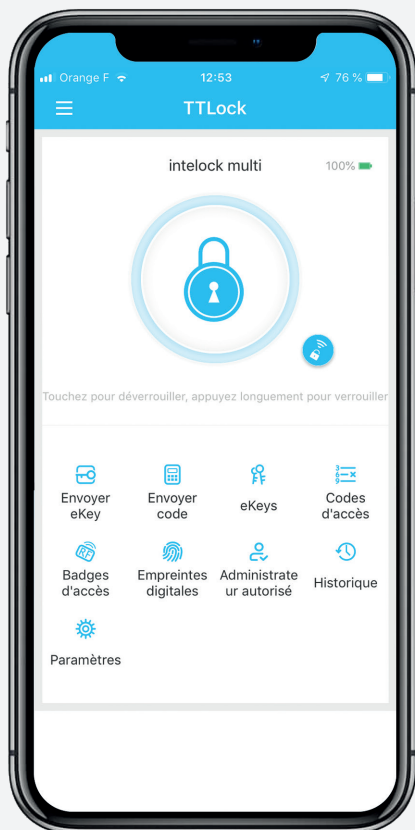 Orange F 12:53 76 %
TTLock
intelock multi 100%
Touchez pour déverrouiller, appuyez longuement pour verrouiller
Envoyer eKey
Envoyer code
eKeys
Codes d'accès
Badges d'accès
Empreintes digitales
Administrate
ur autorisé
Historique
Paramètres